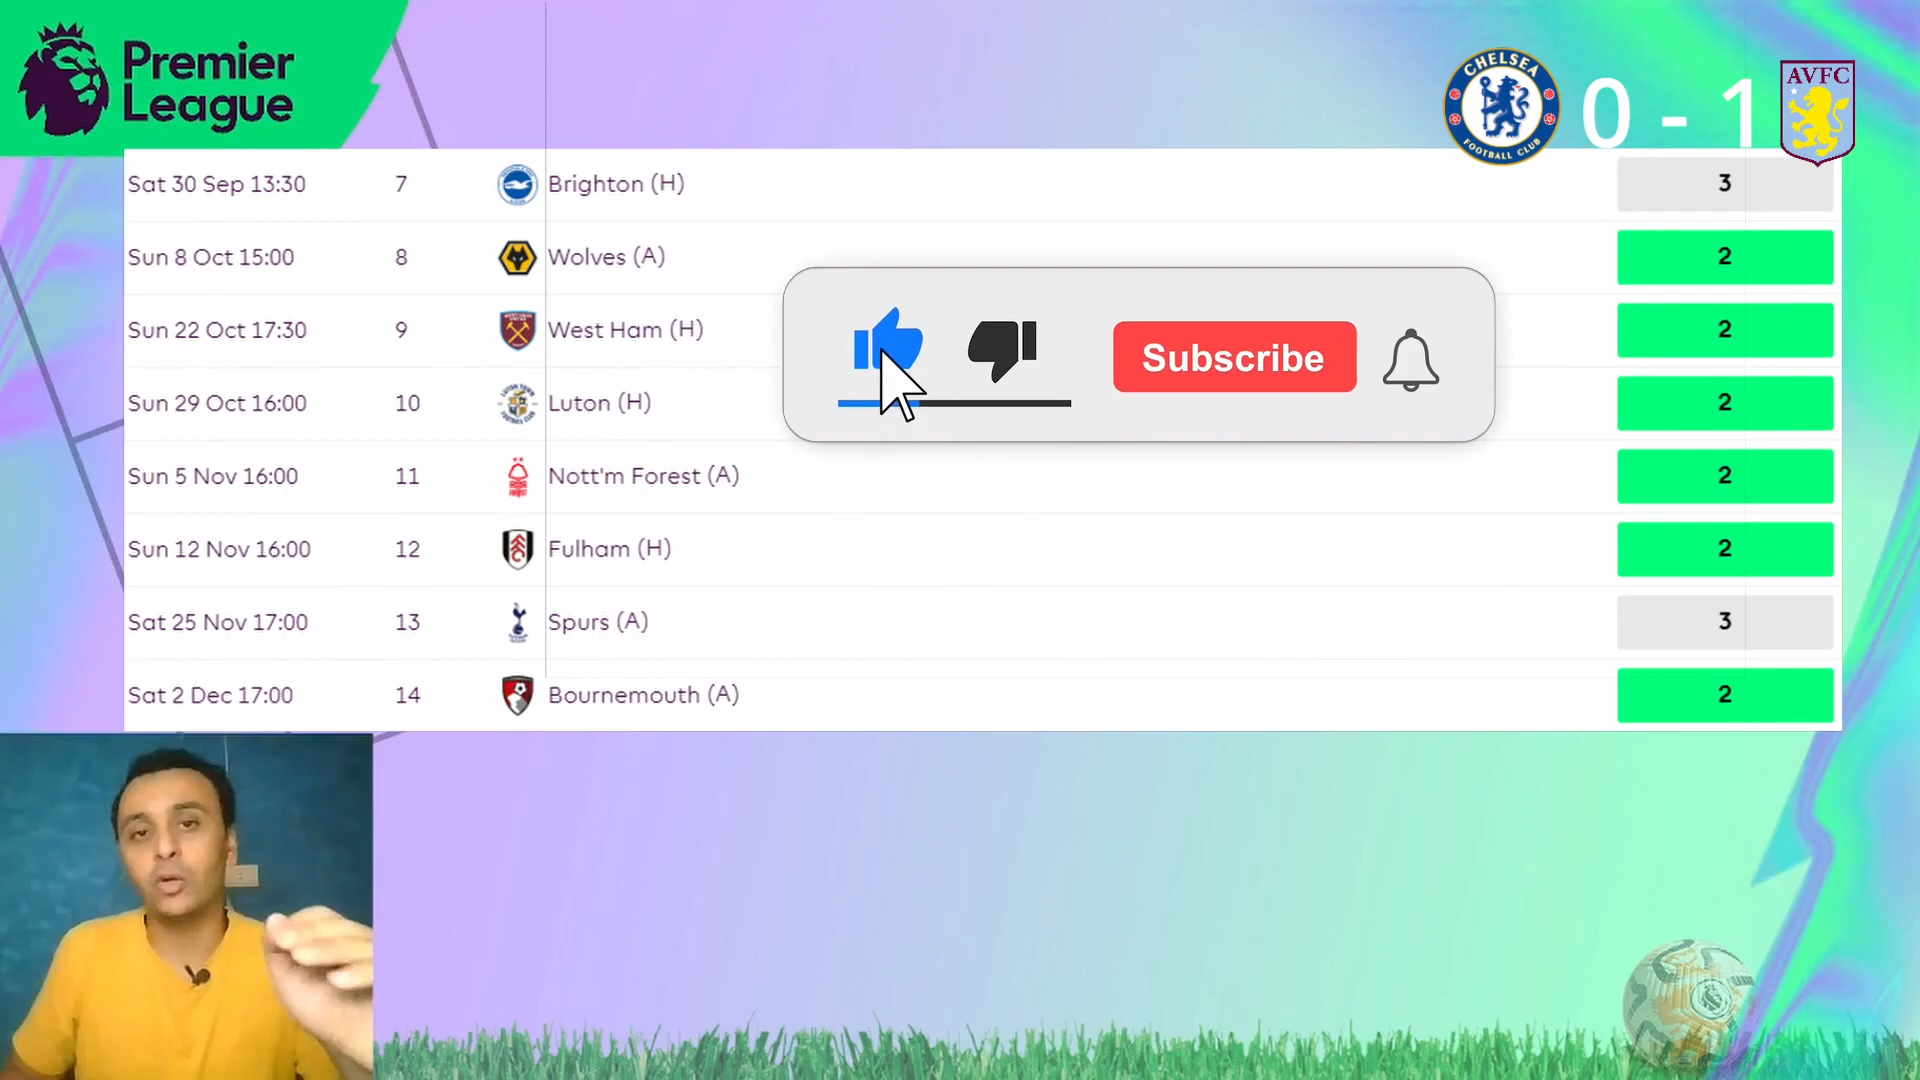 Premier
League
CHELSEA
FOOTBALL CLUB
0 - 1
AVFC
Sat 30 Sep 13:30 7 Brighton (H) 3
Sun 8 Oct 15:00 8 Wolves (A) 2
Sun 22 Oct 17:30 9 West Ham (H) 2
Subscribe
Sun 29 Oct 16:00 10 Luton (H) 2
Sun 5 Nov 16:00 11 Nott'm Forest (A) 2
Sun 12 Nov 16:00 12 Fulham (H) 2
Sat 25 Nov 17:00 13 Spurs (A) 3
Sat 2 Dec 17:00 14 Bournemouth (A) 2